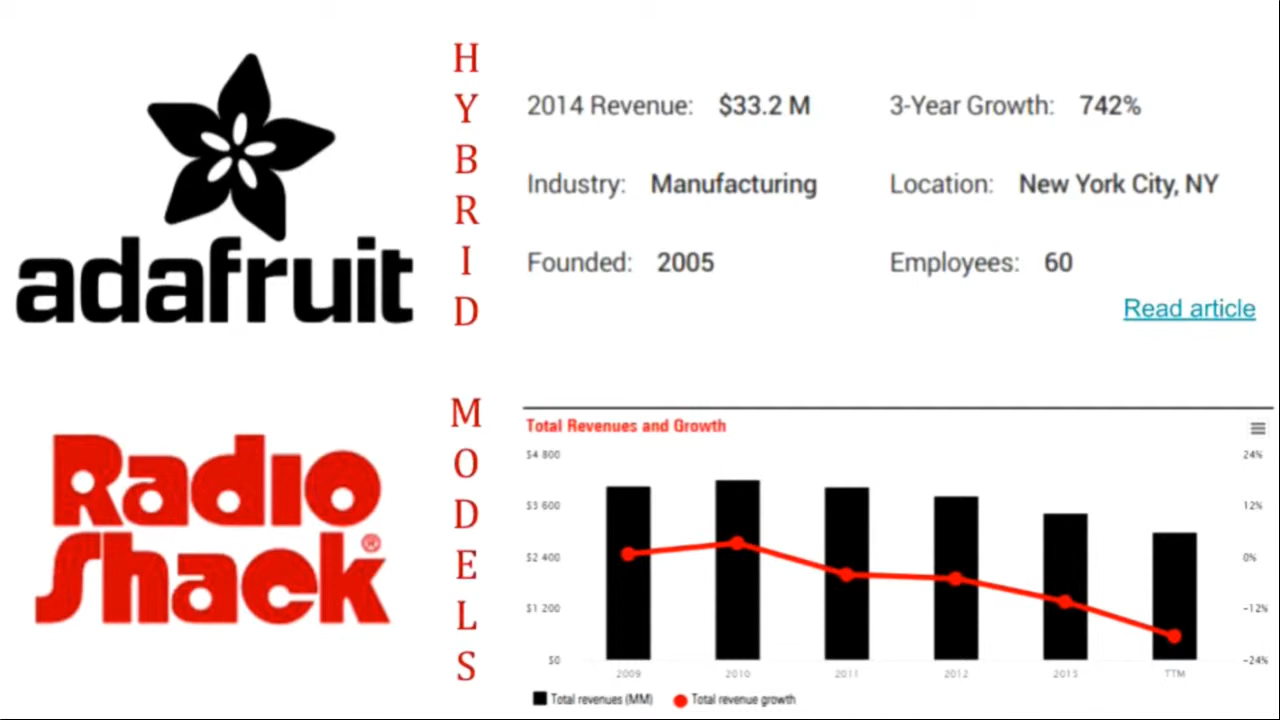 adafruit
HYBRID
MODELS
2014 Revenue: $33.2 M
3-Year Growth: 742%
Industry: Manufacturing
Location: New York City, NY
Founded: 2005
Employees: 60
Read article
Radio
Shack®
Total Revenues and Growth
$4 800
$3 600
$2 400
$1 200
$0
24%
12%
0%
-12%
-24%
2009 2010 2011 2012 2013 TTM
Total revenues (MM) Total revenue growth